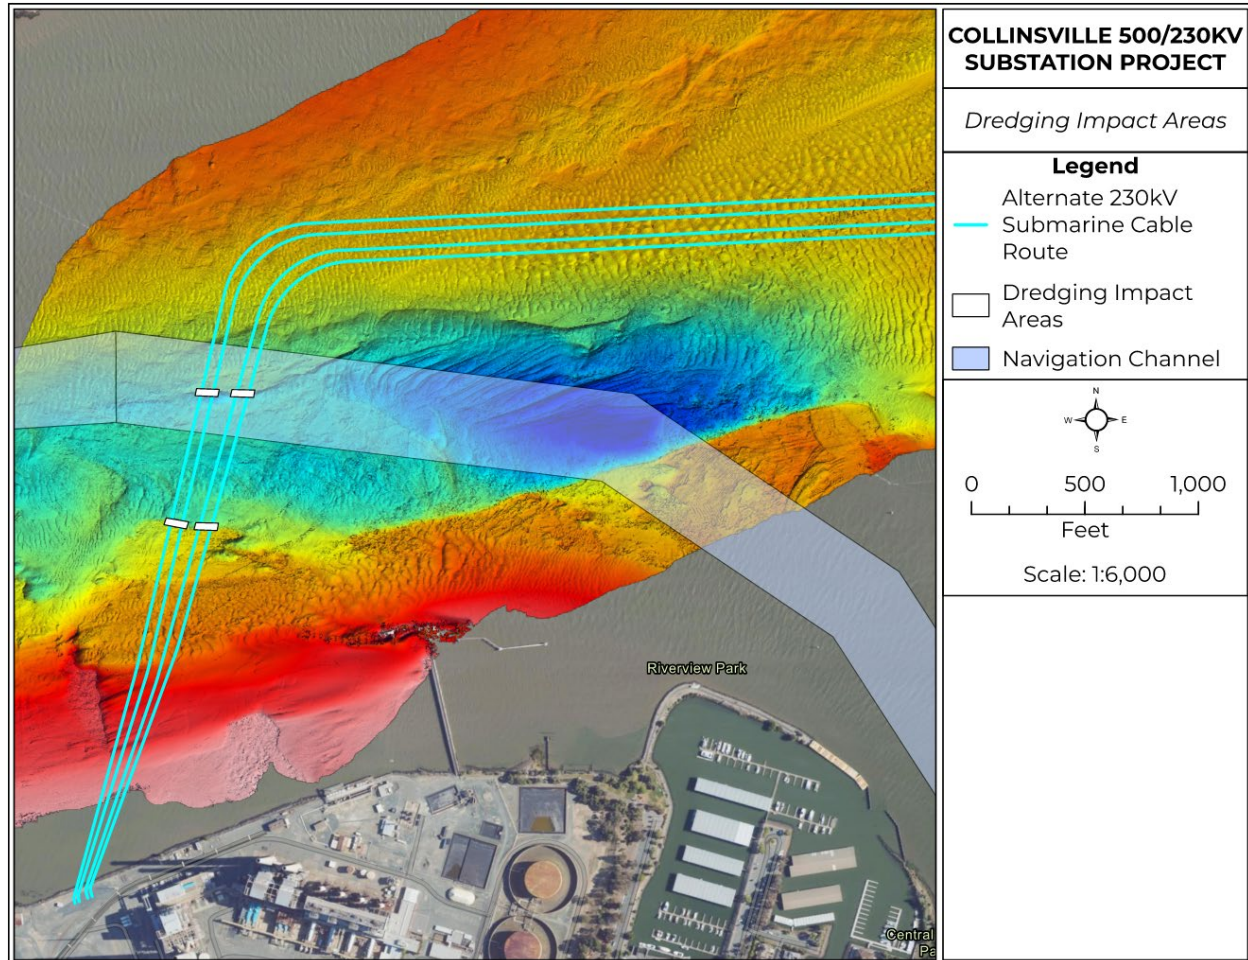 COLLINSVILLE 500/230KV
SUBSTATION PROJECT
Dredging Impact Areas
Legend
Alternate 230kV
Submarine Cable
Route
Dredging Impact
Areas
Navigation Channel
N
W E
S
0 500 1,000
Feet
Scale: 1:6,000
Riverview Park
Central
Pa